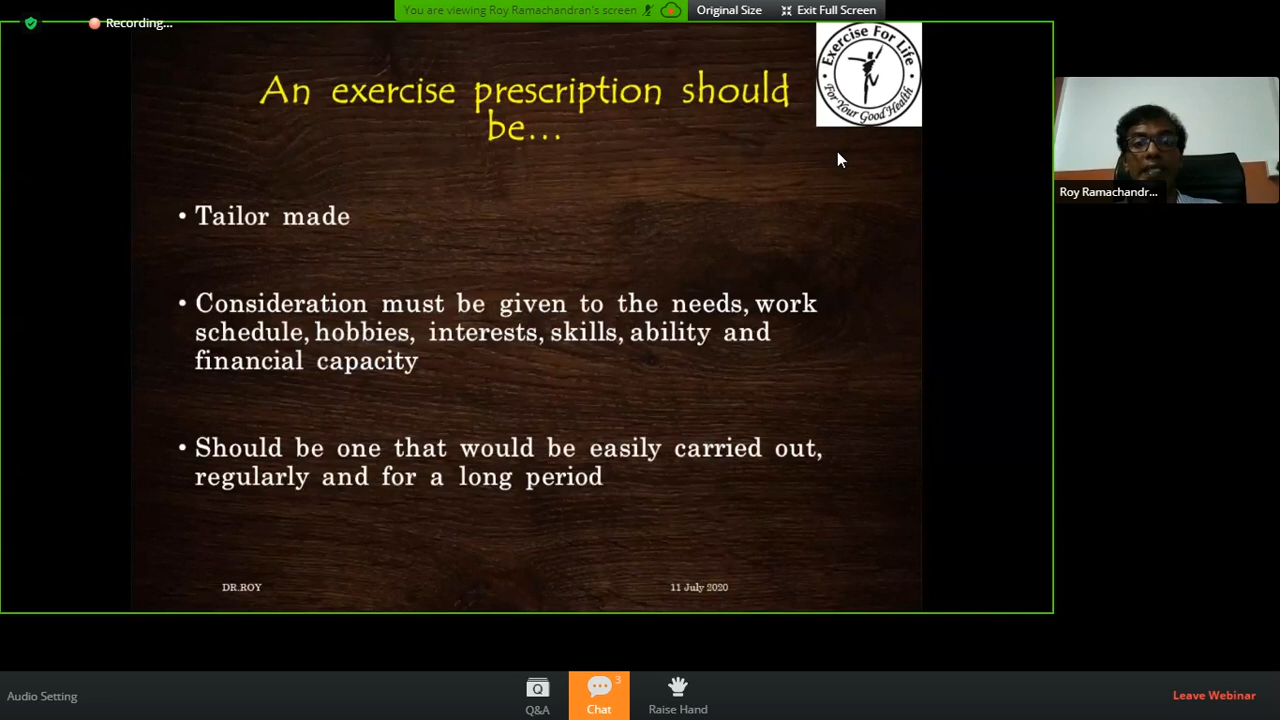 You are viewing Roy Ramachandran's screen
Original Size
Exit Full Screen
Recording...
An exercise prescription should
be...
Exercise For Life
For Your Good Health
• Tailor made
• Consideration must be given to the needs, work
schedule, hobbies, interests, skills, ability and
financial capacity
• Should be one that would be easily carried out,
regularly and for a long period
DR.ROY
11 July 2020
Roy Ramachandr...
Audio Setting
Q
Q&A
3
Chat
Raise Hand
Leave Webinar